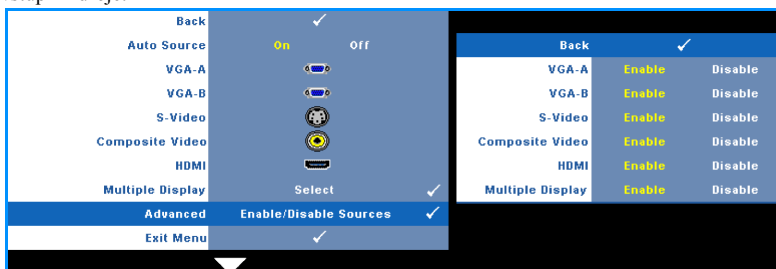 Back
Auto Source On Off
VGA-A
VGA-B
S-Video
Composite Video
HDMI
Multiple Display Select
Advanced Enable/Disable Sources
Exit Menu
Back
VGA-A Enable Disable
VGA-B Enable Disable
S-Video Enable Disable
Composite Video Enable Disable
HDMI Enable Disable
Multiple Display Enable Disable